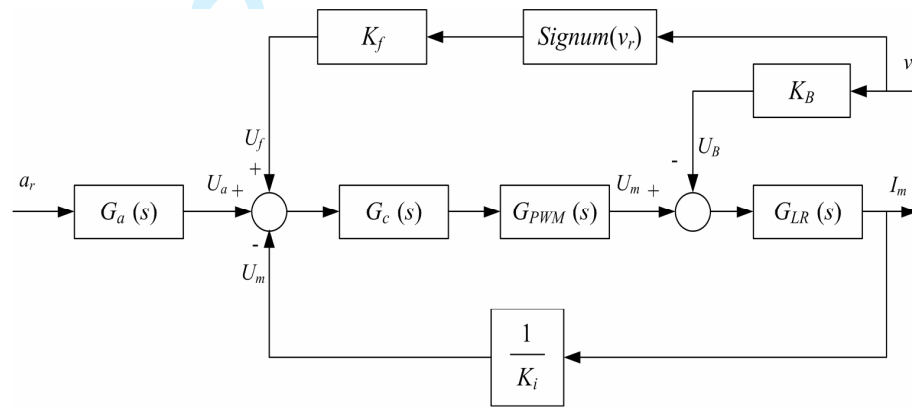 K_f
Signum(v_r)
v
K_B
U_f
+
-
U_B
a_r
G_a (s)
U_a +
G_c (s)
G_PWM (s)
U_m +
G_LR (s)
I_m
-
U_m
1
K_i